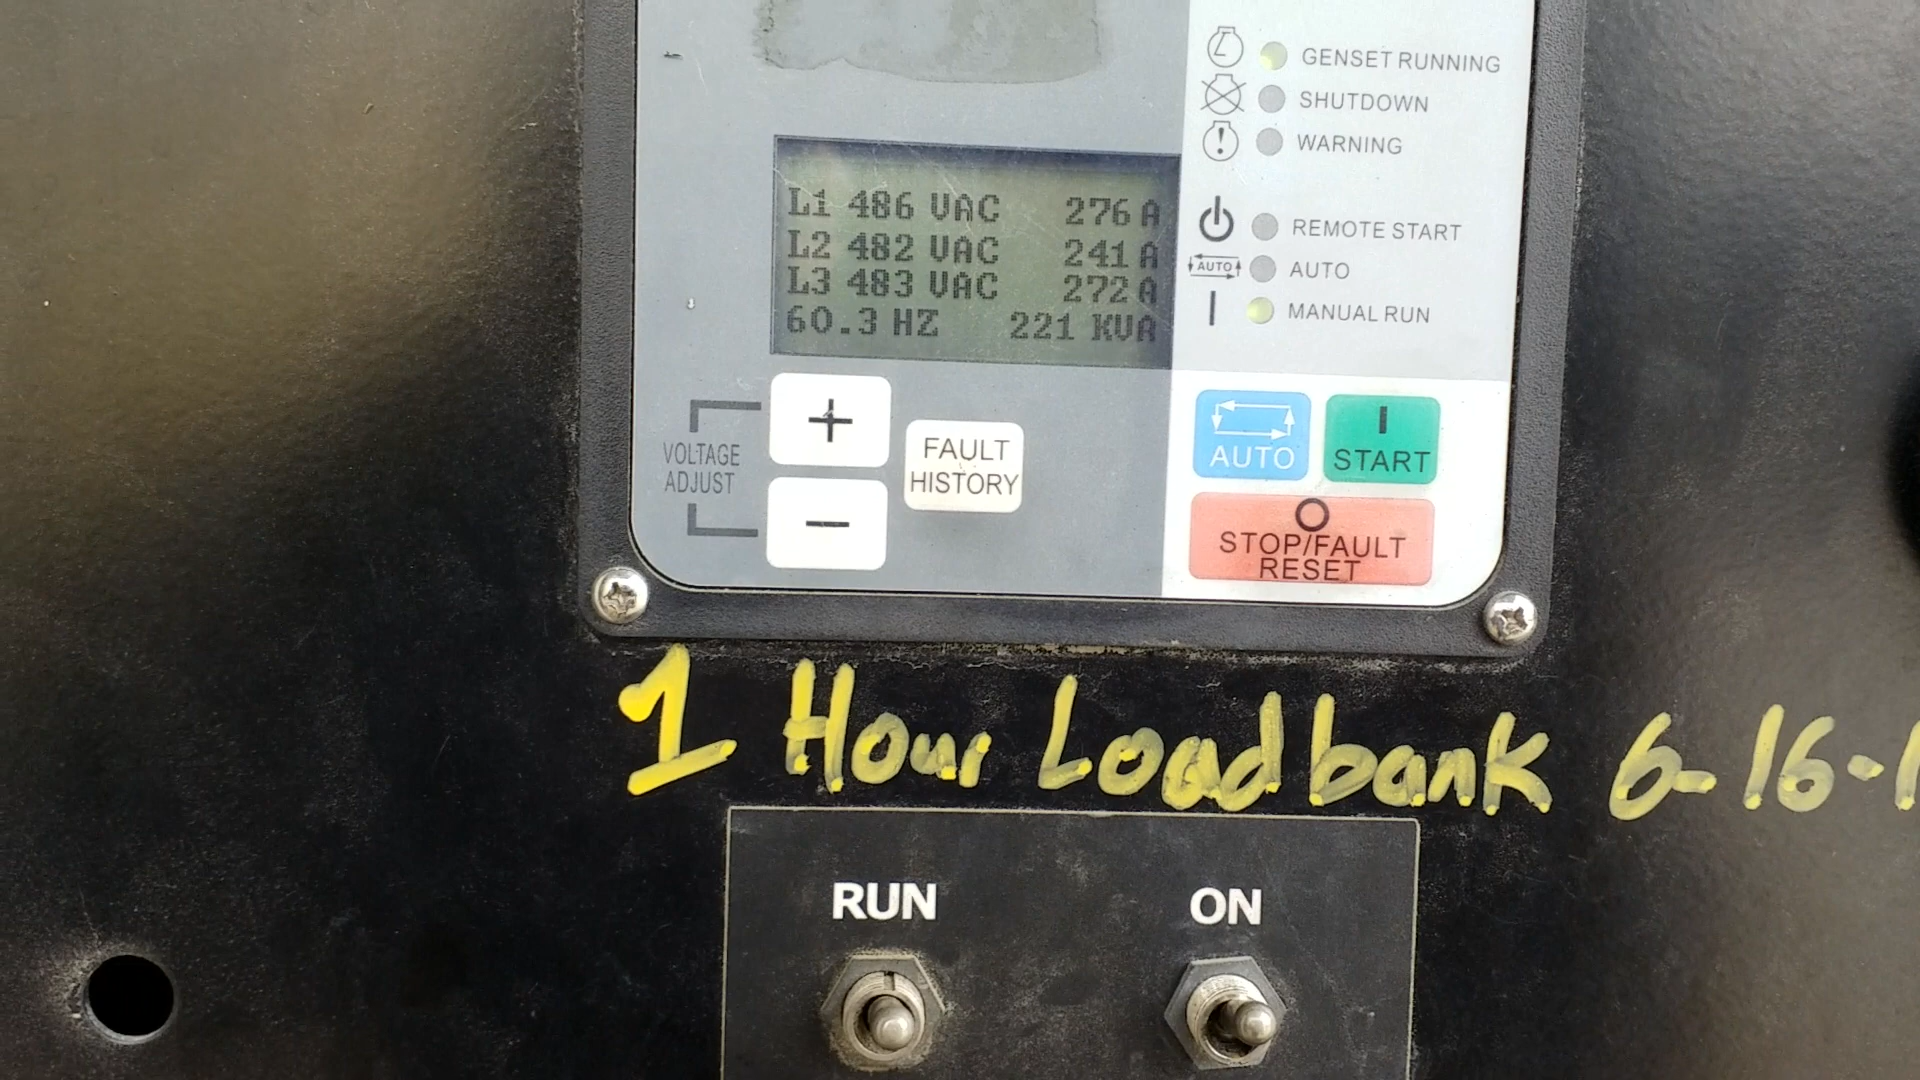 GENSET RUNNING
SHUTDOWN
WARNING
L1 486 VAC 276 A
L2 482 VAC 241 A
L3 483 VAC 272 A
60.3 HZ 221 KVA
REMOTE START
AUTO
AUTO
MANUAL RUN
+
VOLTAGE
ADJUST
−
FAULT
HISTORY
AUTO
START
STOP/FAULT
RESET
1 Hour Loadbank 6-16-1
RUN
ON